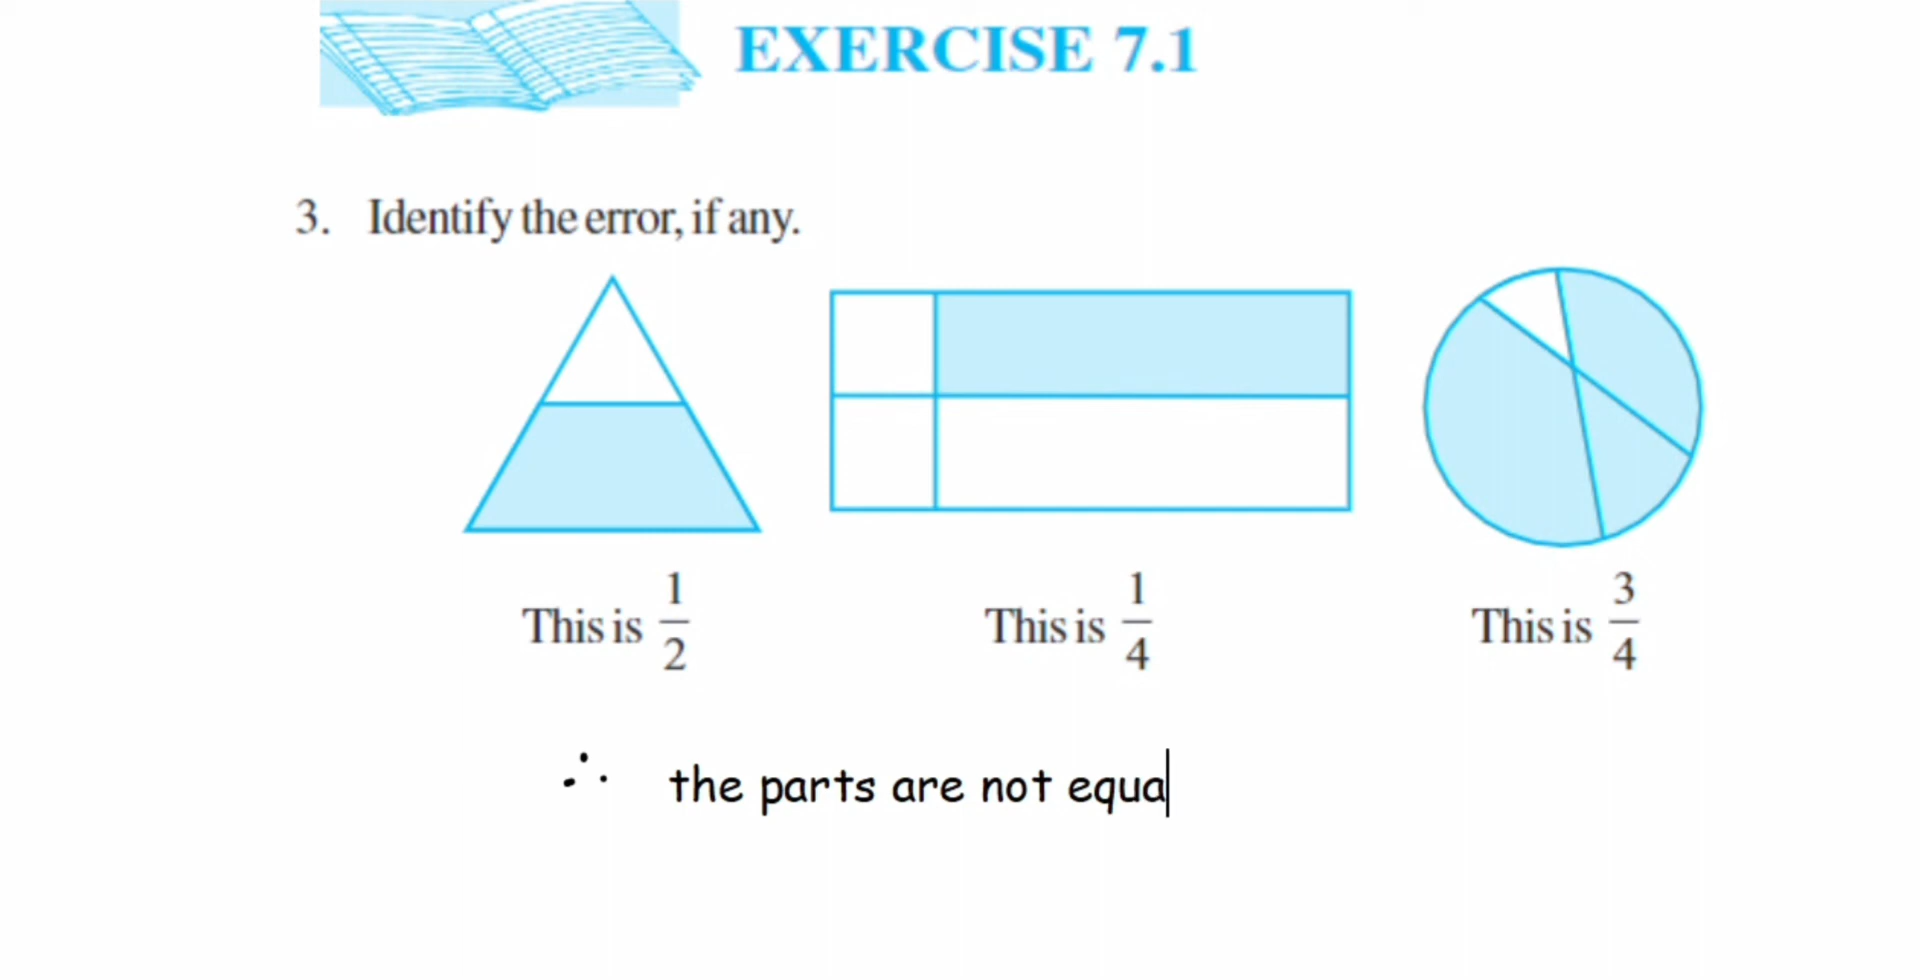 EXERCISE 7.1
3. Identify the error, if any.
This is 1/2 This is 1/4 This is 3/4
∴ the parts are not equa